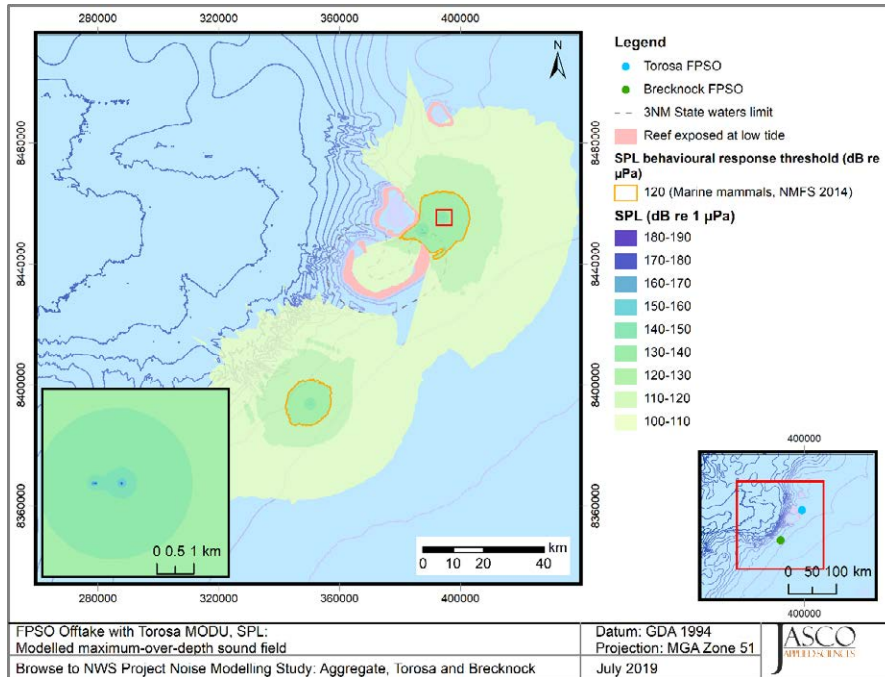 280000
320000
360000
400000
N
8480000
8440000
8400000
8360000
8480000
8440000
8400000
8360000
0 0.5 1 km
km
0 10 20 40
280000
320000
360000
400000
Legend
Torosa FPSO
Brecknock FPSO
3NM State waters limit
Reef exposed at low tide
SPL behavioural response threshold (dB re
µPa)
120 (Marine mammals, NMFS 2014)
SPL (dB re 1 µPa)
180-190
170-180
160-170
150-160
140-150
130-140
120-130
110-120
100-110
400000
0 50 100 km
400000
FPSO Offtake with Torosa MODU, SPL:
Modelled maximum-over-depth sound field
Browse to NWS Project Noise Modelling Study: Aggregate, Torosa and Brecknock
Datum: GDA 1994
Projection: MGA Zone 51
July 2019
JASCO
APPLIED SCIENCES